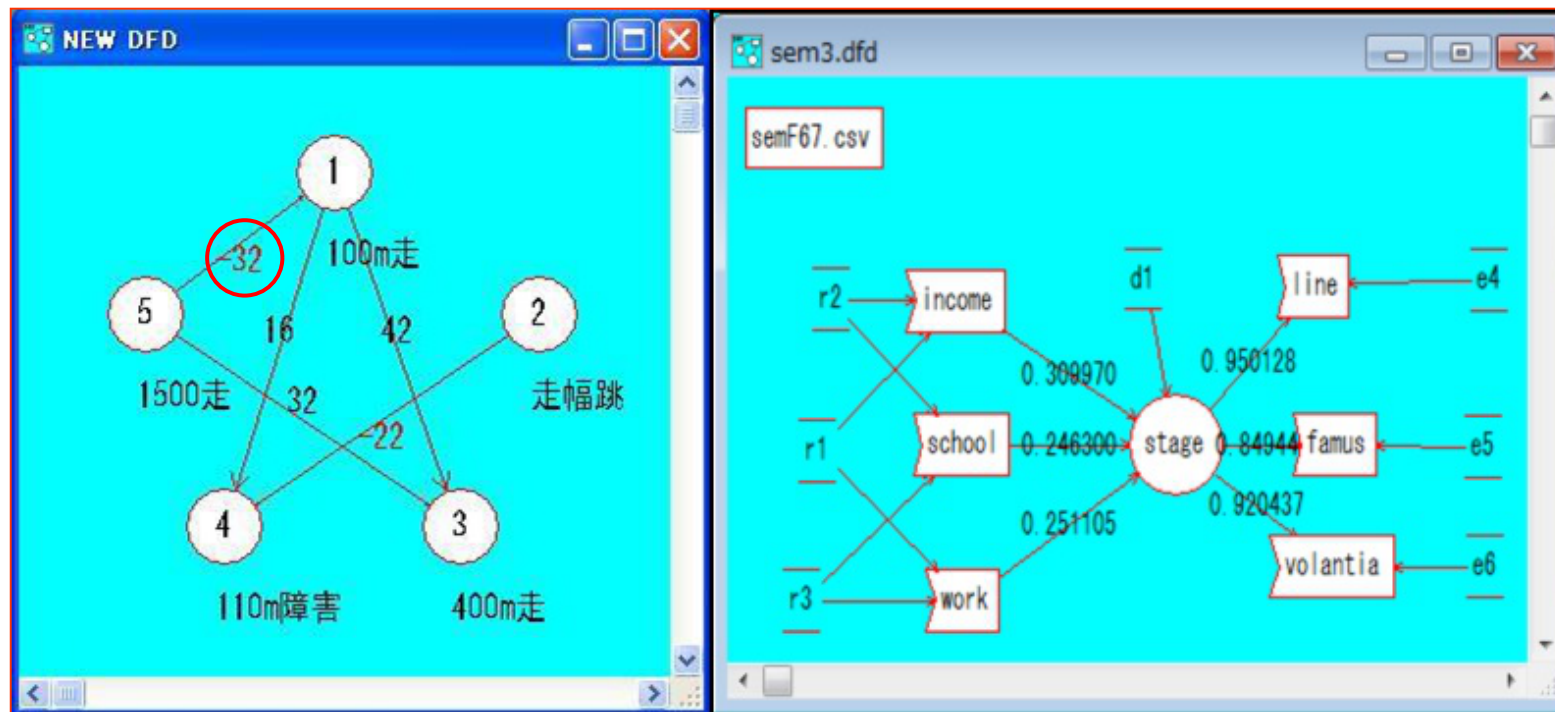 NEW DFD
1
-32
100m走
5
2
16
42
1500走
32
走幅跳
-22
4
3
110m障害
400m走
sem3.dfd
semF67.csv
d1
line
e4
r2
income
0.950128
0.309970
r1
school
0.246300
stage
0.84944
famus
e5
0.920437
0.251105
volantia
e6
r3
work